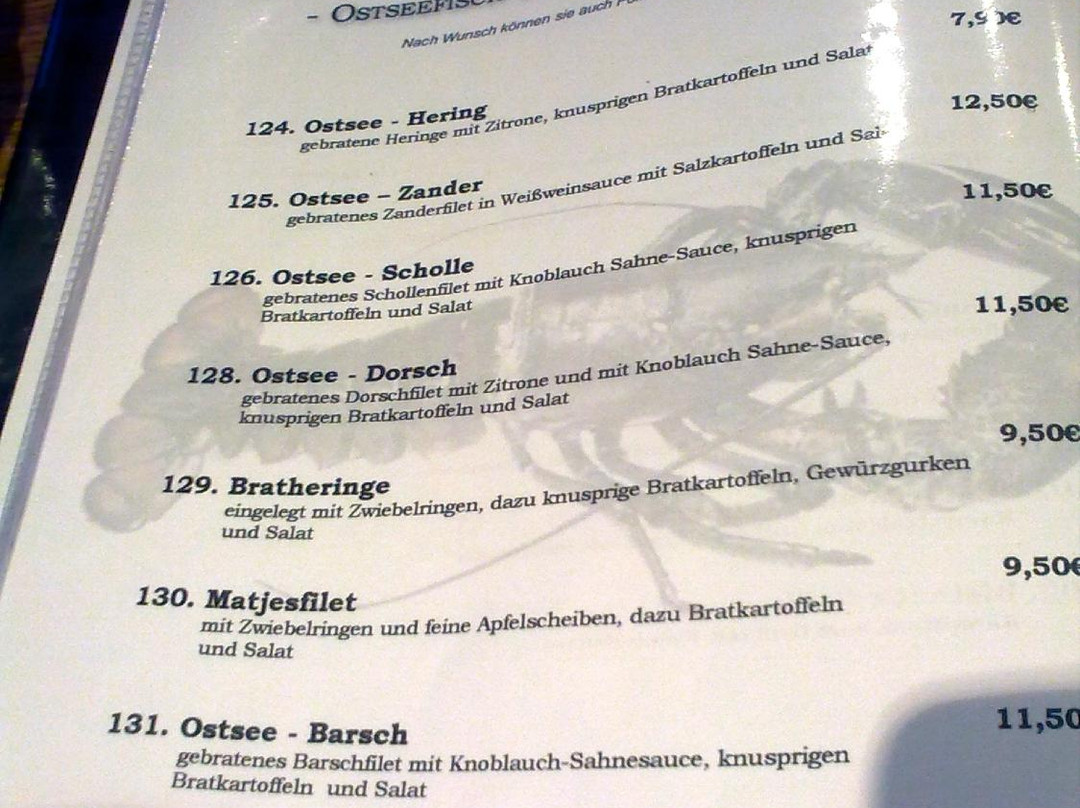 - OSTSEEFISC
Nach Wunsch können sie auch
124. Ostsee - Hering 7,90€
gebratene Heringe mit Zitrone, knusprigen Bratkartoffeln und Salat
125. Ostsee – Zander 12,50€
gebratenes Zanderfilet in Weißweinsauce mit Salzkartoffeln und
126. Ostsee - Scholle 11,50€
gebratenes Schollenfilet mit Knoblauch Sahne-Sauce, knusprigen
Bratkartoffeln und Salat
128. Ostsee - Dorsch 11,50€
gebratenes Dorschfilet mit Zitrone und mit Knoblauch Sahne-Sauce,
knusprigen Bratkartoffeln und Salat
129. Bratheringe 9,50€
eingelegt mit Zwiebelringen, dazu knusprige Bratkartoffeln, Gewürzgurken
und Salat
130. Matjesfilet 9,50€
mit Zwiebelringen und feine Apfelscheiben, dazu Bratkartoffeln
und Salat
131. Ostsee - Barsch 11,50
gebratenes Barschfilet mit Knoblauch-Sahnesauce, knusprigen
Bratkartoffeln und Salat